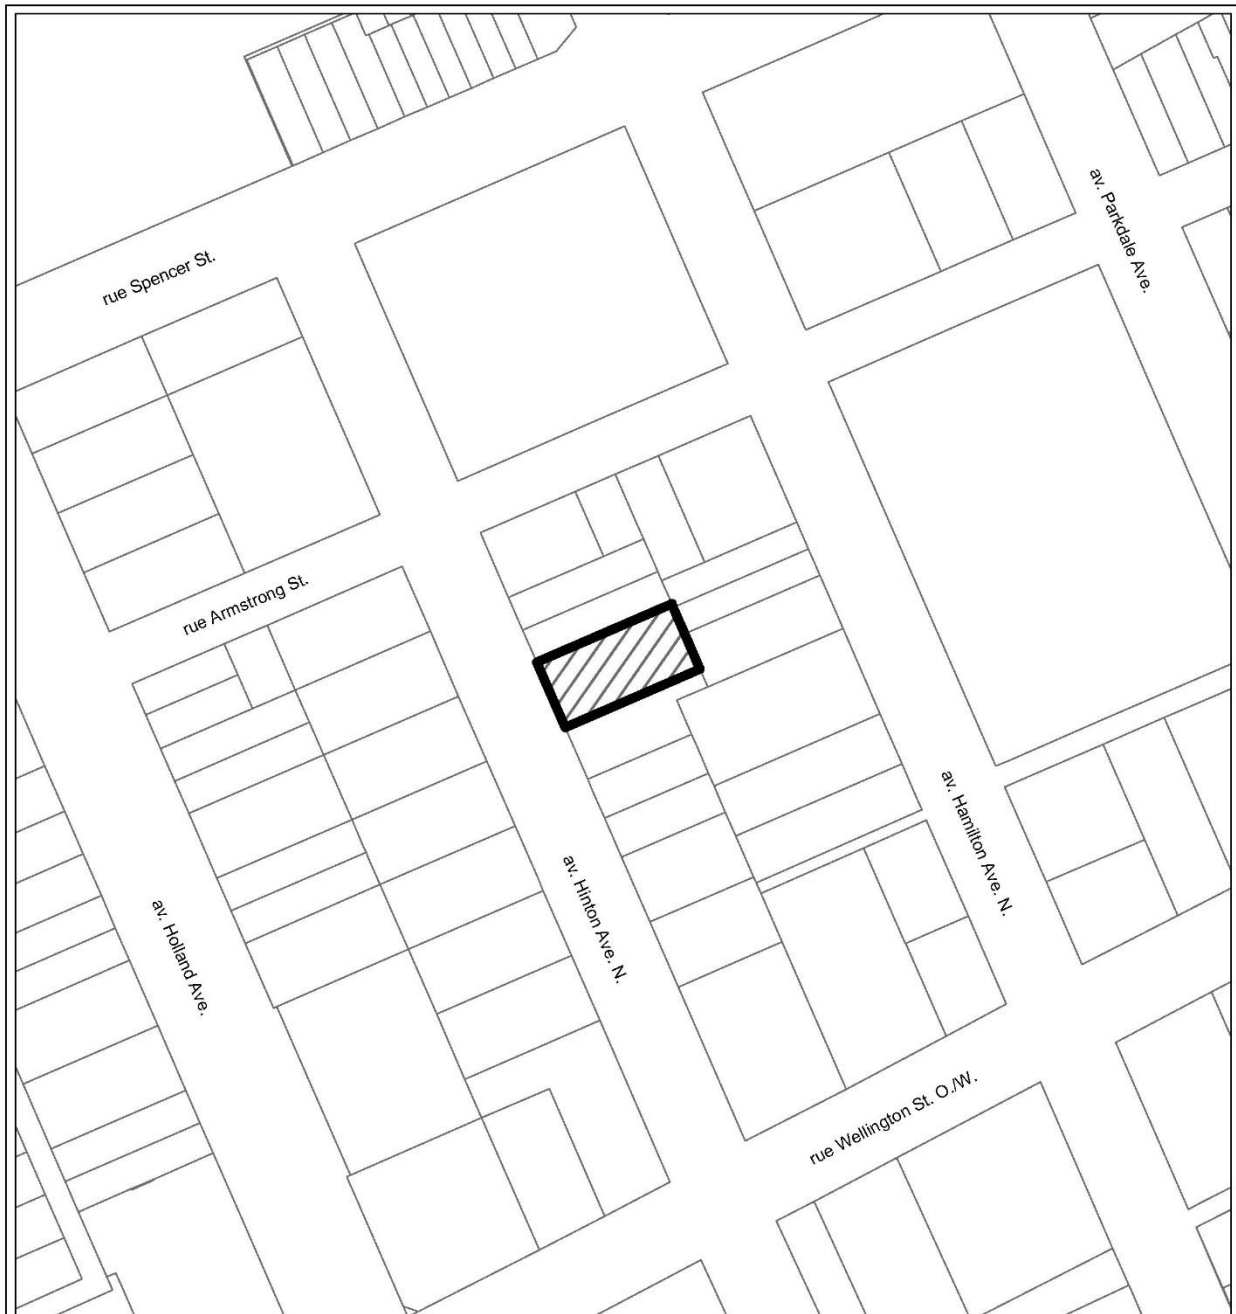 av. Parkdale Ave.
rue Spencer St.
rue Armstrong St.
av. Hamilton Ave. N.
av. Hinton Ave. N.
av. Holland Ave.
rue Wellington St. O./W.